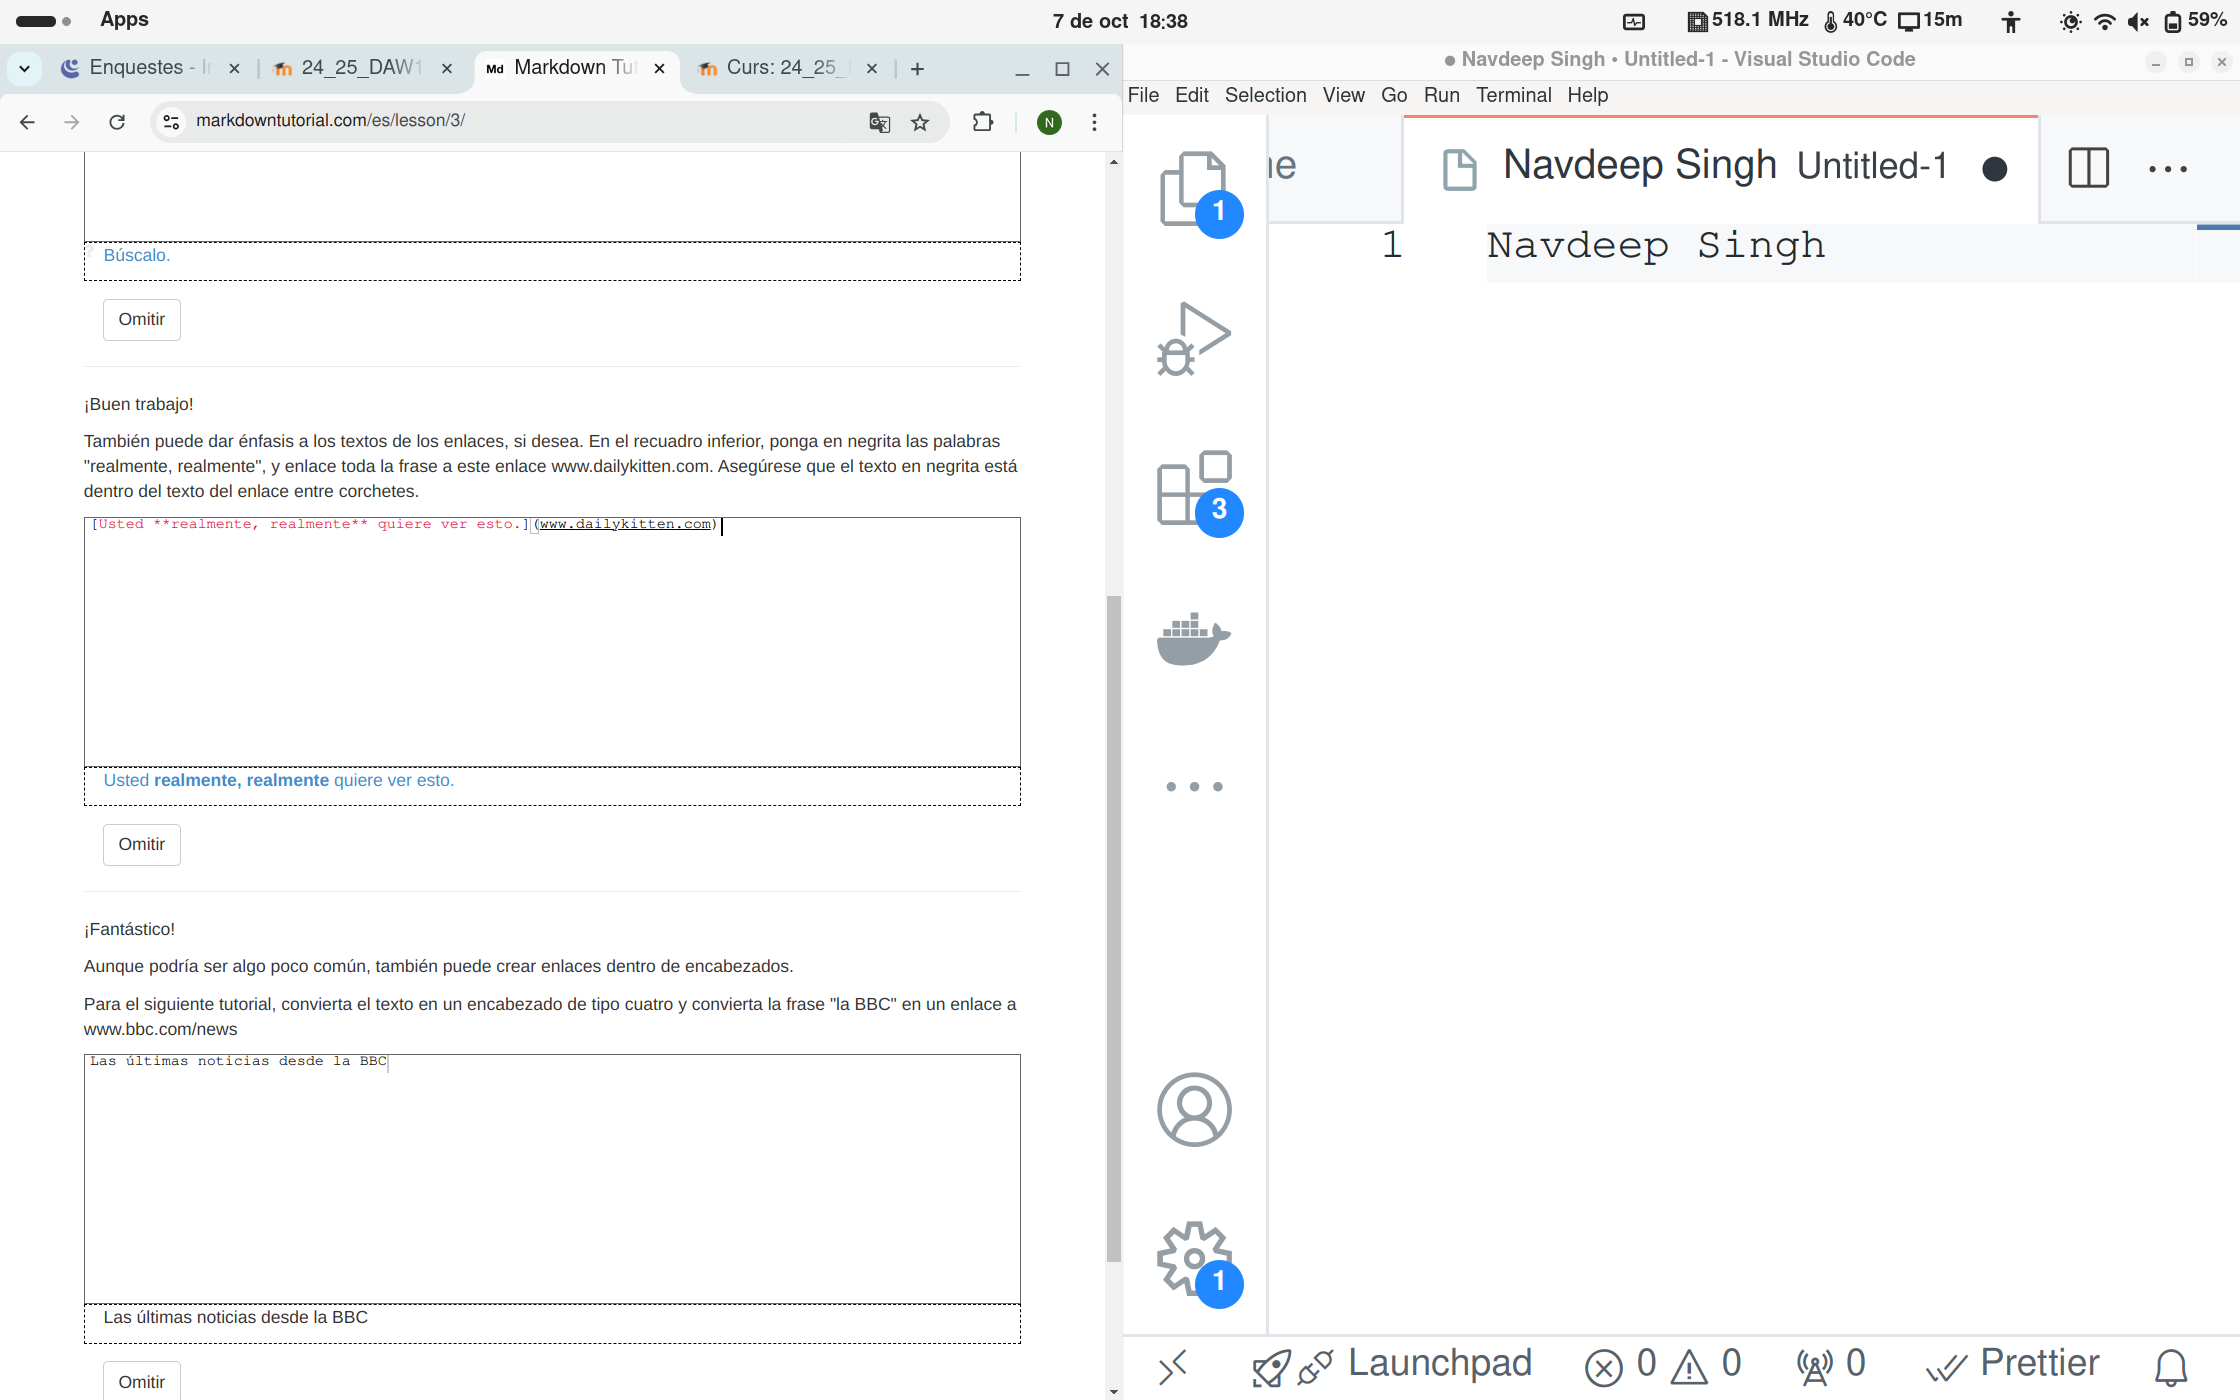 Apps
7 de oct 18:38
518.1 MHz 40°C 15m 59%
Enquestes - 
24_25_DAW1
Markdown Tut
Curs: 24_25_
markdowntutorial.com/es/lesson/3/
N
Búscalo.
Omitir
¡Buen trabajo!
También puede dar énfasis a los textos de los enlaces, si desea. En el recuadro inferior, ponga en negrita las palabras
"realmente, realmente", y enlace toda la frase a este enlace www.dailykitten.com. Asegúrese que el texto en negrita está
dentro del texto del enlace entre corchetes.
[Usted **realmente, realmente** quiere ver esto.](www.dailykitten.com)
Usted realmente, realmente quiere ver esto.
Omitir
¡Fantástico!
Aunque podría ser algo poco común, también puede crear enlaces dentro de encabezados.
Para el siguiente tutorial, convierta el texto en un encabezado de tipo cuatro y convierta la frase "la BBC" en un enlace a
www.bbc.com/news
Las últimas noticias desde la BBC
Las últimas noticias desde la BBC
Omitir
● Navdeep Singh • Untitled-1 - Visual Studio Code
File Edit Selection View Go Run Terminal Help
Navdeep Singh Untitled-1
1 Navdeep Singh
1
3
1
Launchpad 0 0 0 Prettier